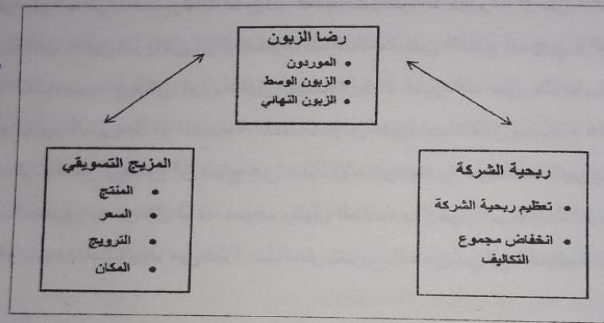 رضا الزبون
• الموردون
• الزبون الوسط
• الزبون النهائي
ربحية الشركة
• تعظيم ربحية الشركة
• انخفاض مجموع
التكاليف
المزيج التسويقي
• المنتج
• السعر
• الترويج
• المكان